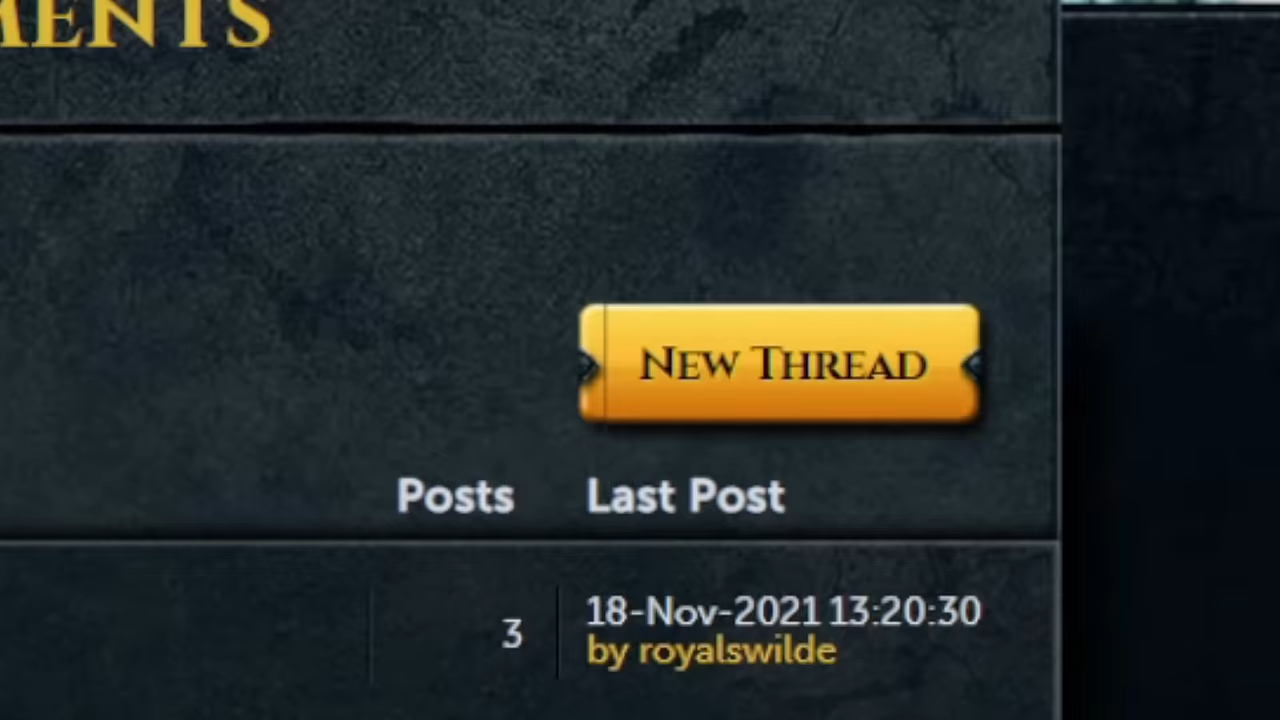 MENTS
New Thread
Posts Last Post
3 18-Nov-2021 13:20:30
by royalswilde